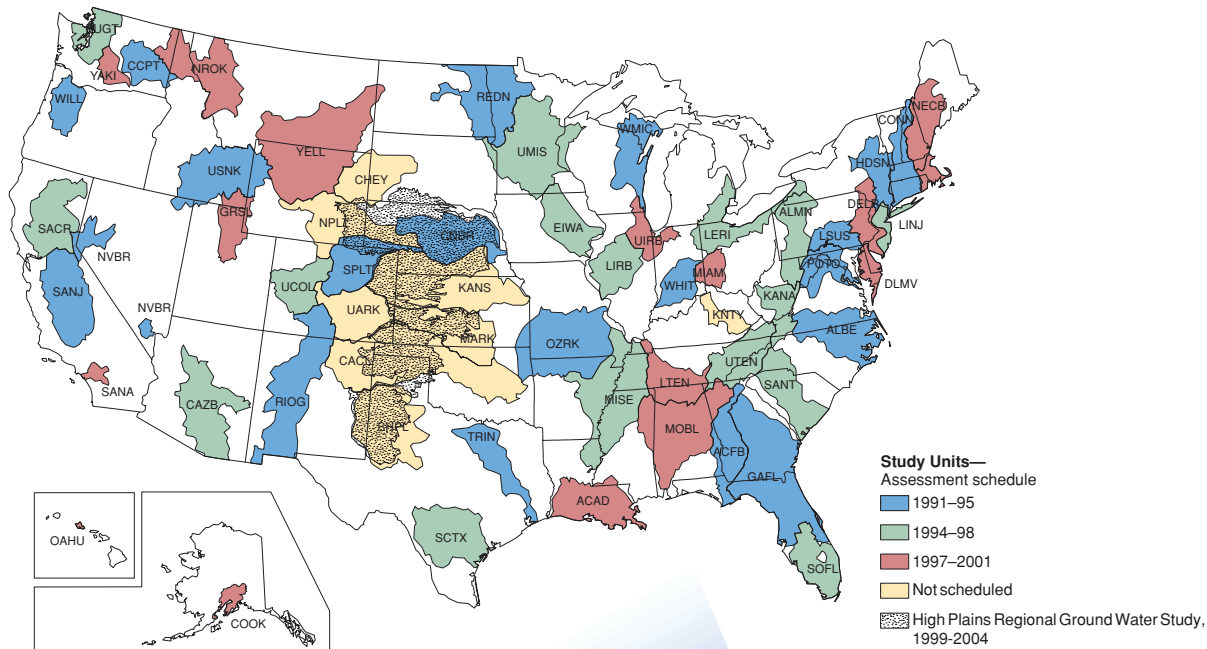 PUGT
YAKI
CCPT
NROK
WILL
YELL
USNK
GRSL
SACR
NVBR
SANJ
NVBR
SANA
CAZB
RIOG
UCOL
SPLT
NPLT
CHEY
CNBR
KANS
UARK
MARK
CACI
SHPL
REDN
UMIS
WMIC
EIWA
UIRB
LIRB
LERI
WHIT
MIAM
KNTY
KANA
ALMN
OZRK
MISE
LTEN
UTEN
MOBL
ACAD
TRIN
SCTX
ACFB
GAFL
SOFL
SANT
ALBE
POTO
LSUS
DELR
DLMV
LINJ
HDSN
CONN
NECB
OAHU
COOK
Study Units—
Assessment schedule
1991–95
1994–98
1997–2001
Not scheduled
High Plains Regional Ground Water Study,
1999-2004